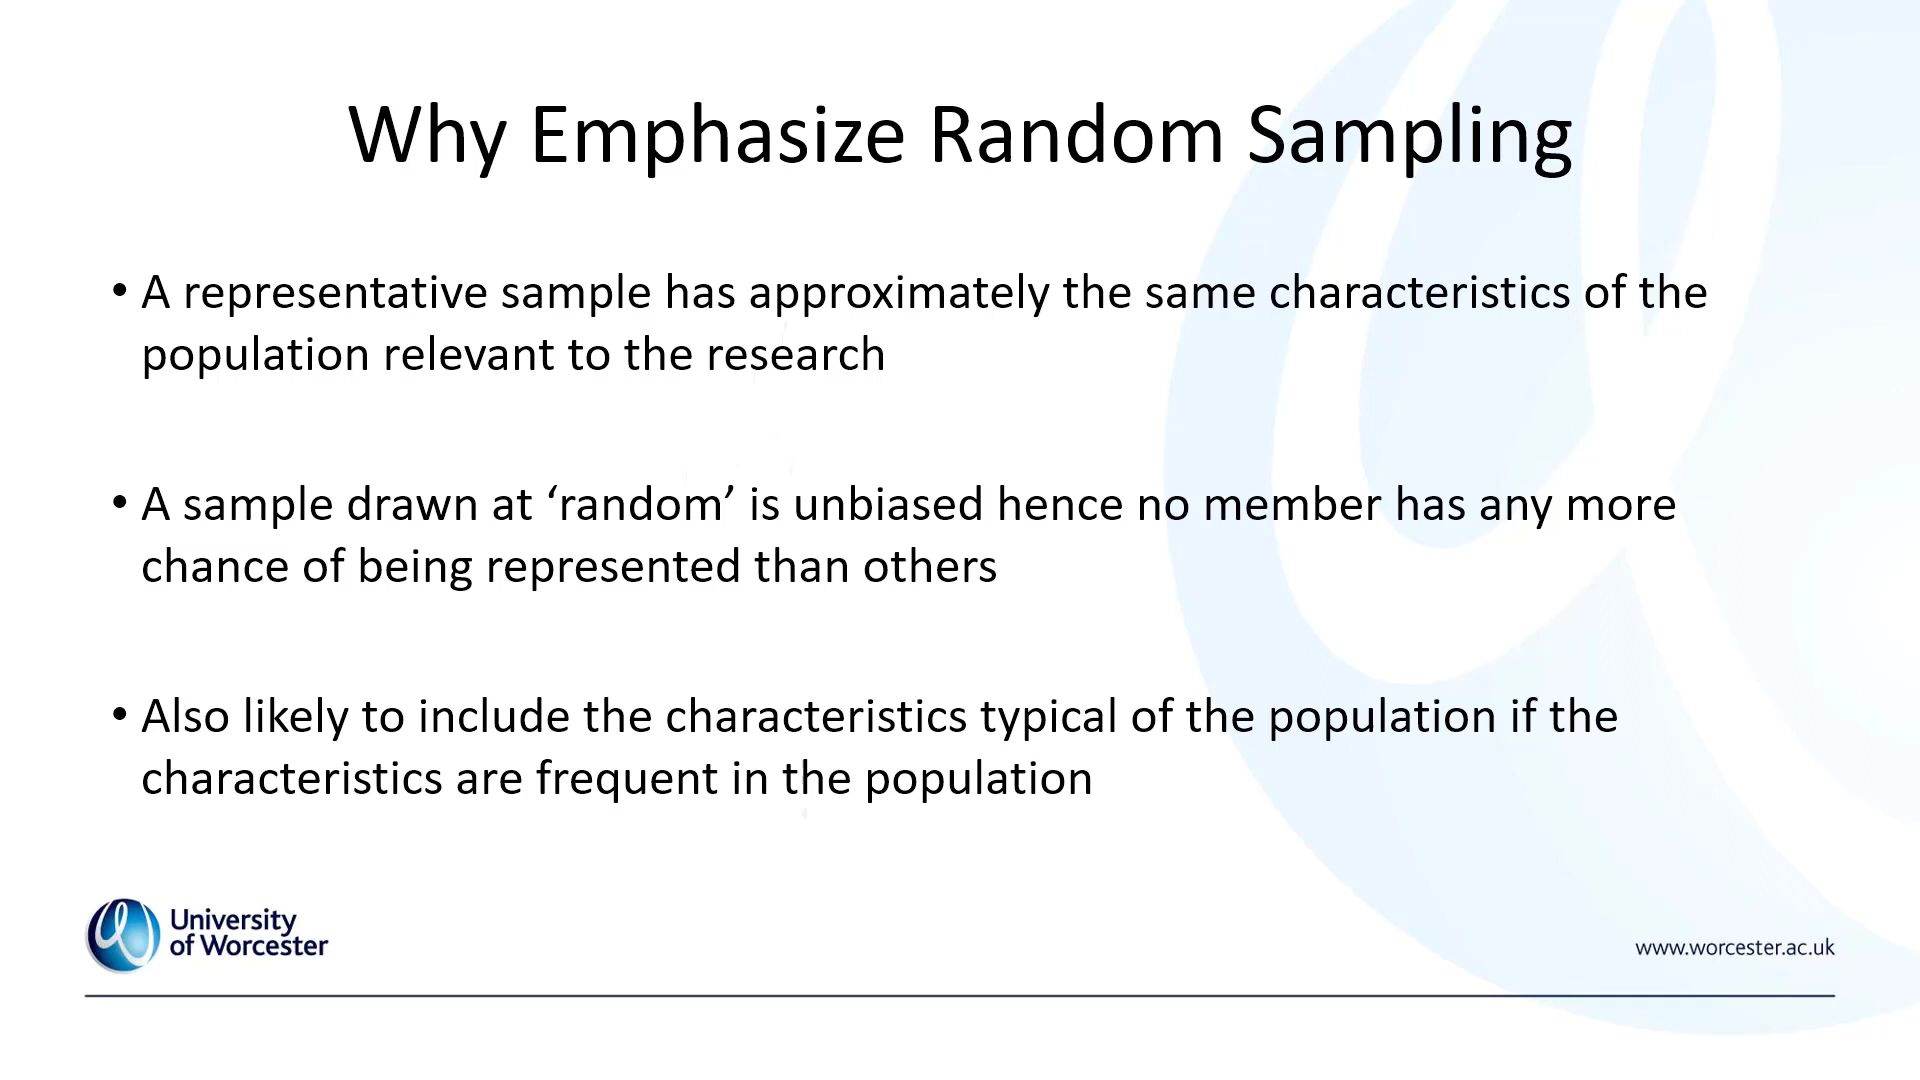 Why Emphasize Random Sampling
• A representative sample has approximately the same characteristics of the
population relevant to the research
• A sample drawn at ‘random’ is unbiased hence no member has any more
chance of being represented than others
• Also likely to include the characteristics typical of the population if the
characteristics are frequent in the population
University
of Worcester
www.worcester.ac.uk